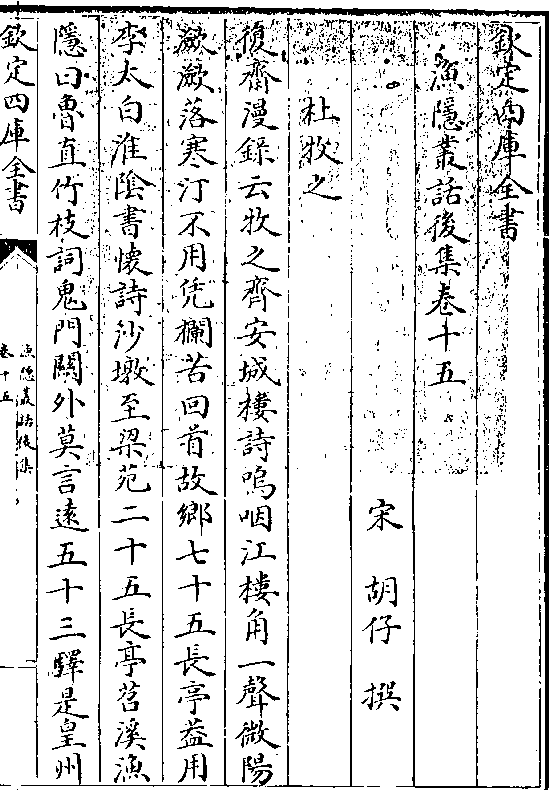 欽定四庫全書
漁隱叢話後集卷十五
宋 胡仔 撰
杜牧之
復齋漫録云牧之齊安城樓詩嗚咽江樓角一聲微陽
瀲瀲落寒汀不用凭欄苦回首故鄉七十五長亭葢用
李太白淮隂書懷詩沙墩至梁苑二十五長亭苕溪漁
隱曰魯直竹枝詞鬼門闗外莫言逺五十三驛是皇州
欽定四庫全書
漁隱叢話後集
卷十五